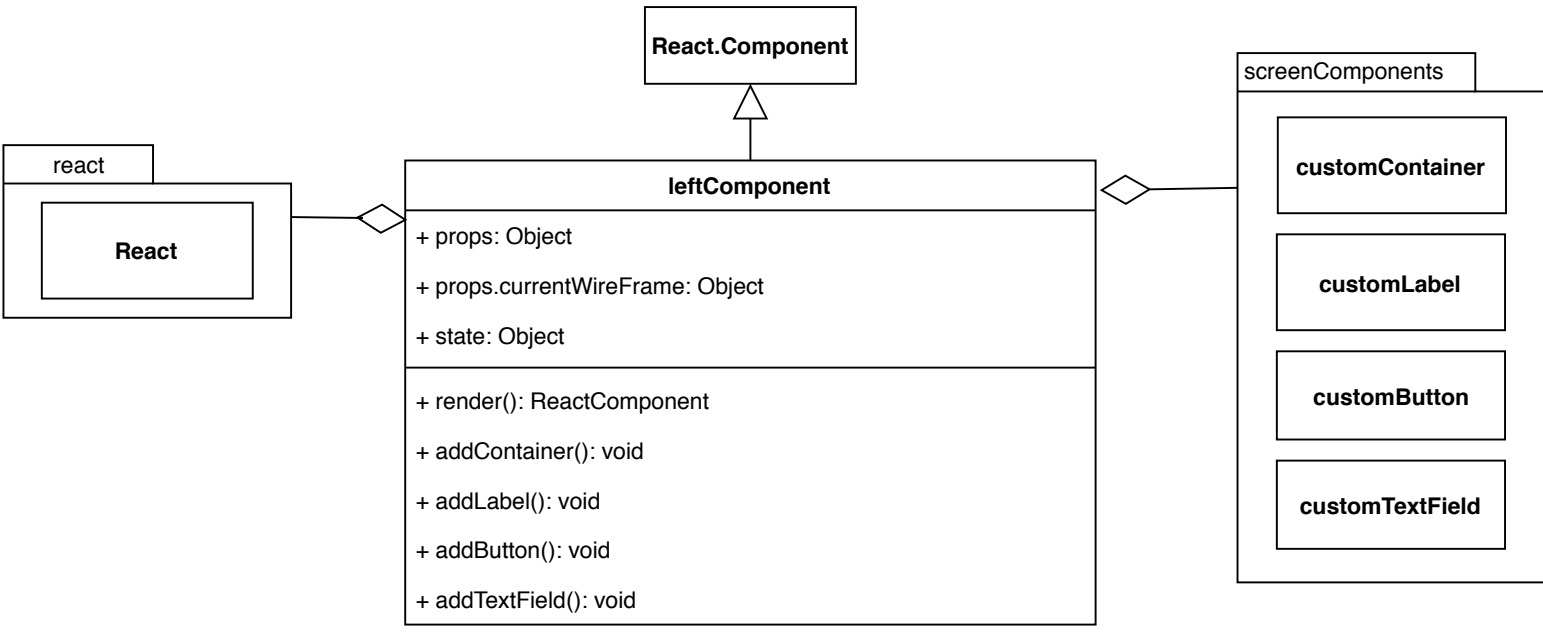 React.Component
screenComponents
customContainer
customLabel
customButton
customTextField
react
React
leftComponent
+ props: Object
+ props.currentWireFrame: Object
+ state: Object
+ render(): ReactComponent
+ addContainer(): void
+ addLabel(): void
+ addButton(): void
+ addTextField(): void